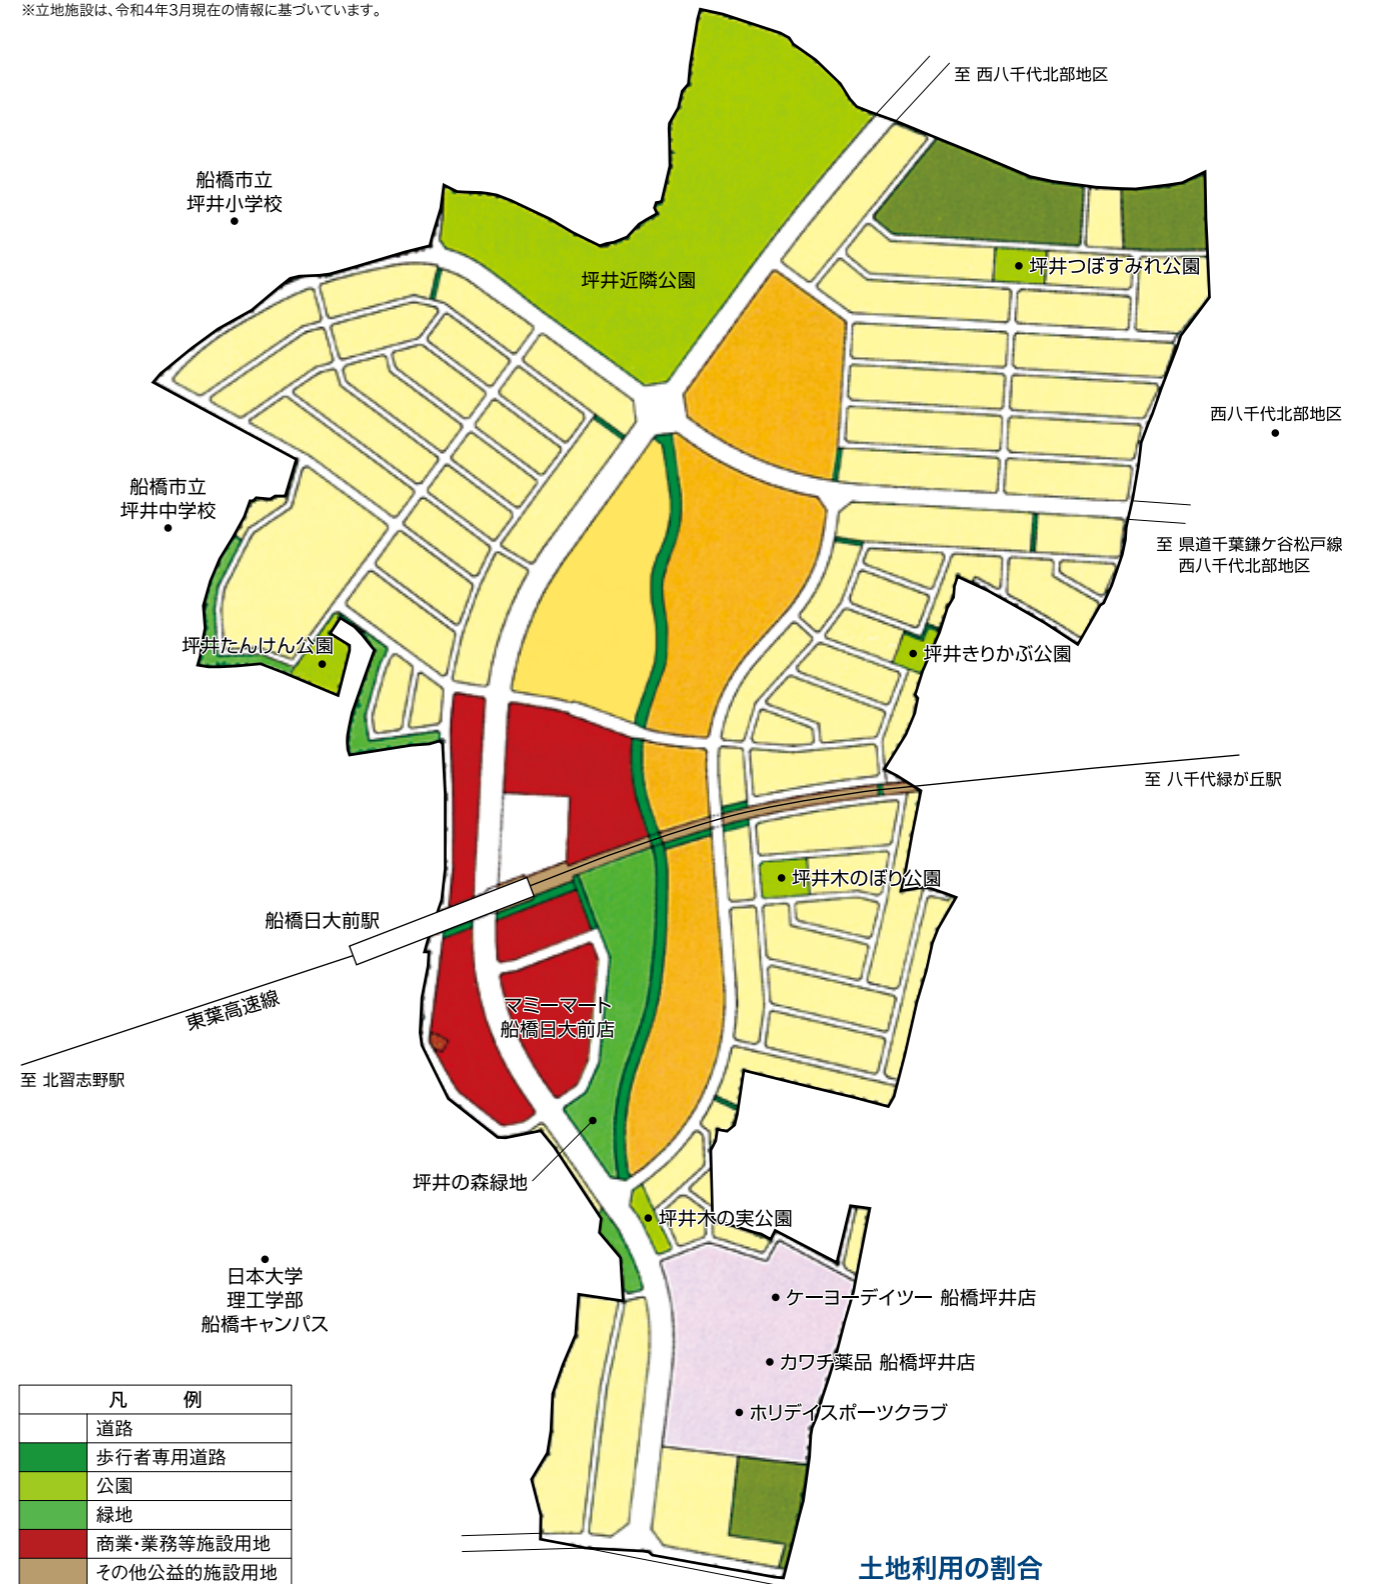 ※立地施設は、令和4年3月現在の情報に基づいています。
至 西八千代北部地区
船橋市立
坪井小学校
坪井近隣公園
坪井つぼすみれ公園
西八千代北部地区
船橋市立
坪井中学校
至 県道千葉鎌ケ谷松戸線
西八千代北部地区
坪井たんけん公園
坪井きりかぶ公園
至 八千代緑が丘駅
坪井木のぼり公園
船橋日大前駅
東葉高速線
マミーマート
船橋日大前店
至 北習志野駅
坪井の森緑地
坪井木の実公園
日本大学
理工学部
船橋キャンパス
ケーヨーデイツー 船橋坪井店
カワチ薬品 船橋坪井店
ホリデイスポーツクラブ
凡 例
道路
歩行者専用道路
公園
緑地
商業・業務等施設用地
その他公益的施設用地
土地利用の割合